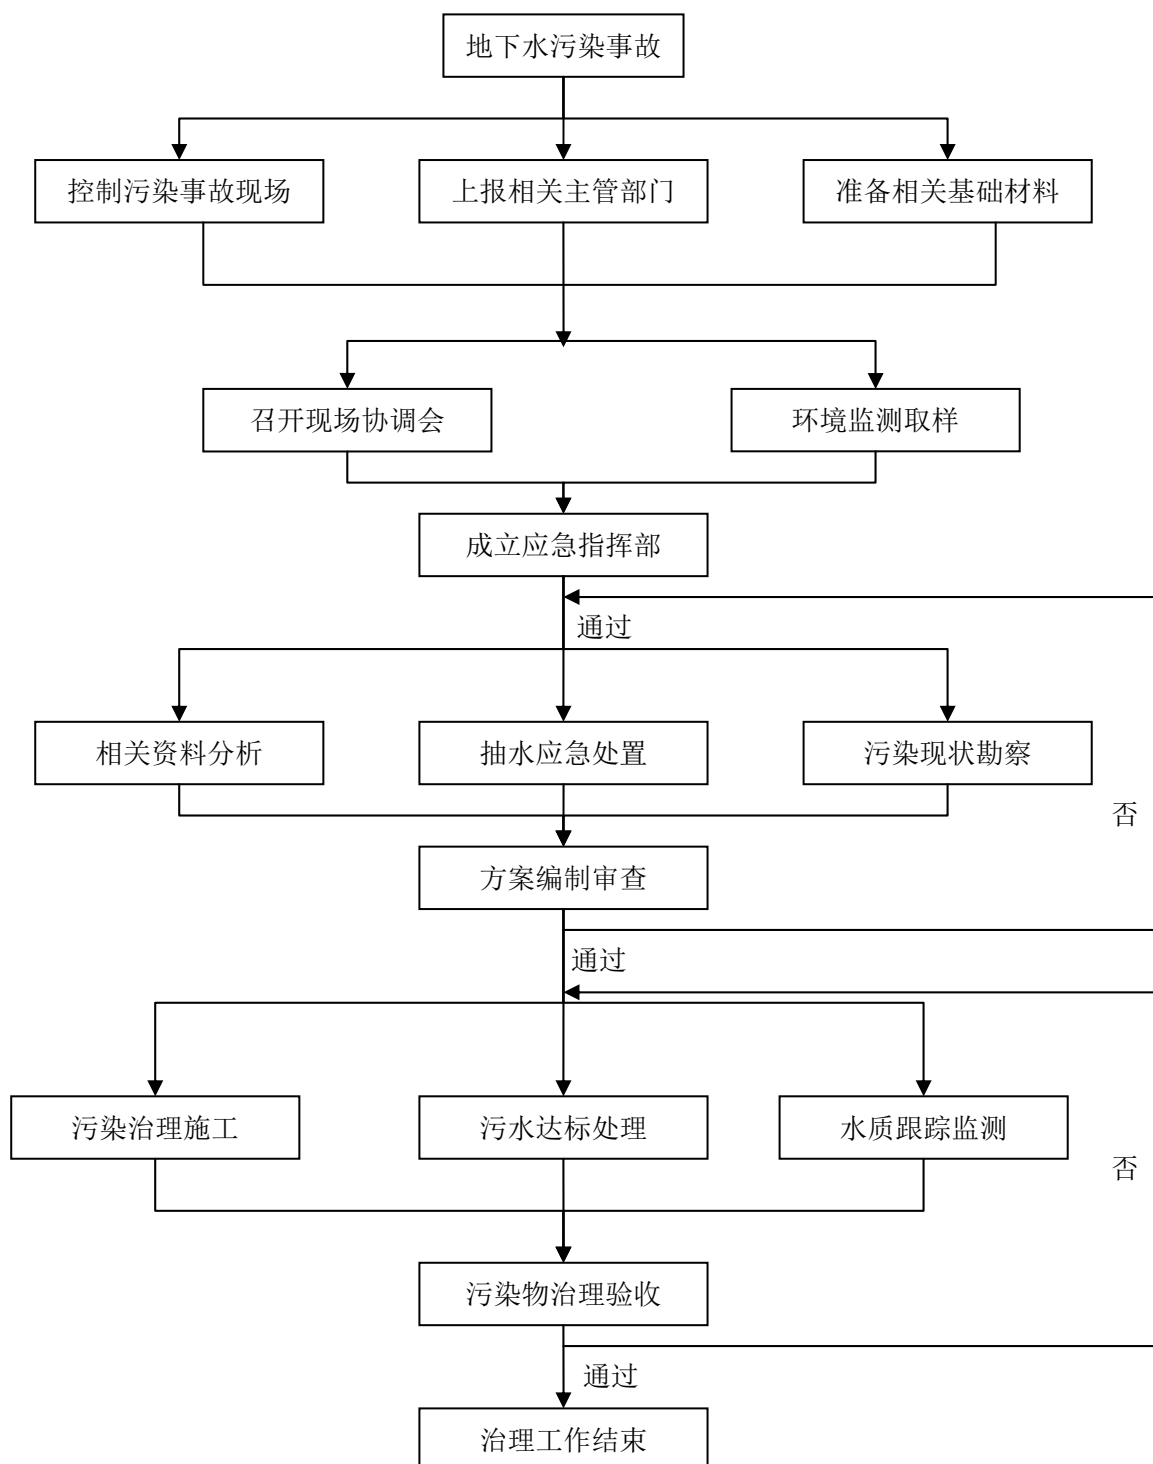 地下水污染事故
控制污染事故现场
上报相关主管部门
准备相关基础材料
召开现场协调会
环境监测取样
成立应急指挥部
通过
相关资料分析
抽水应急处置
污染现状勘察
否
方案编制审查
通过
污染治理施工
污水达标处理
水质跟踪监测
否
污染物治理验收
通过
治理工作结束